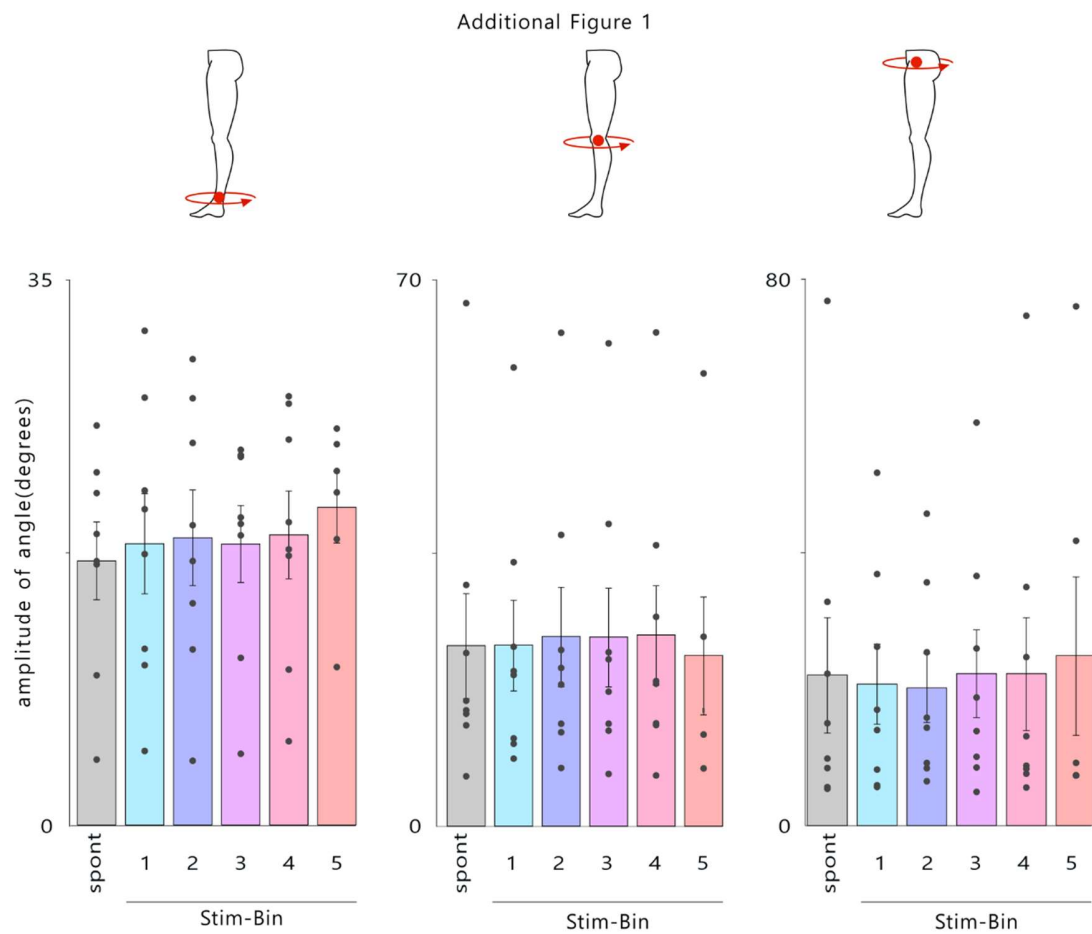 Additional Figure 1
amplitude of angle(degrees)
35
0
spont
1 2 3 4 5
Stim-Bin
70
0
spont
1 2 3 4 5
Stim-Bin
80
0
spont
1 2 3 4 5
Stim-Bin